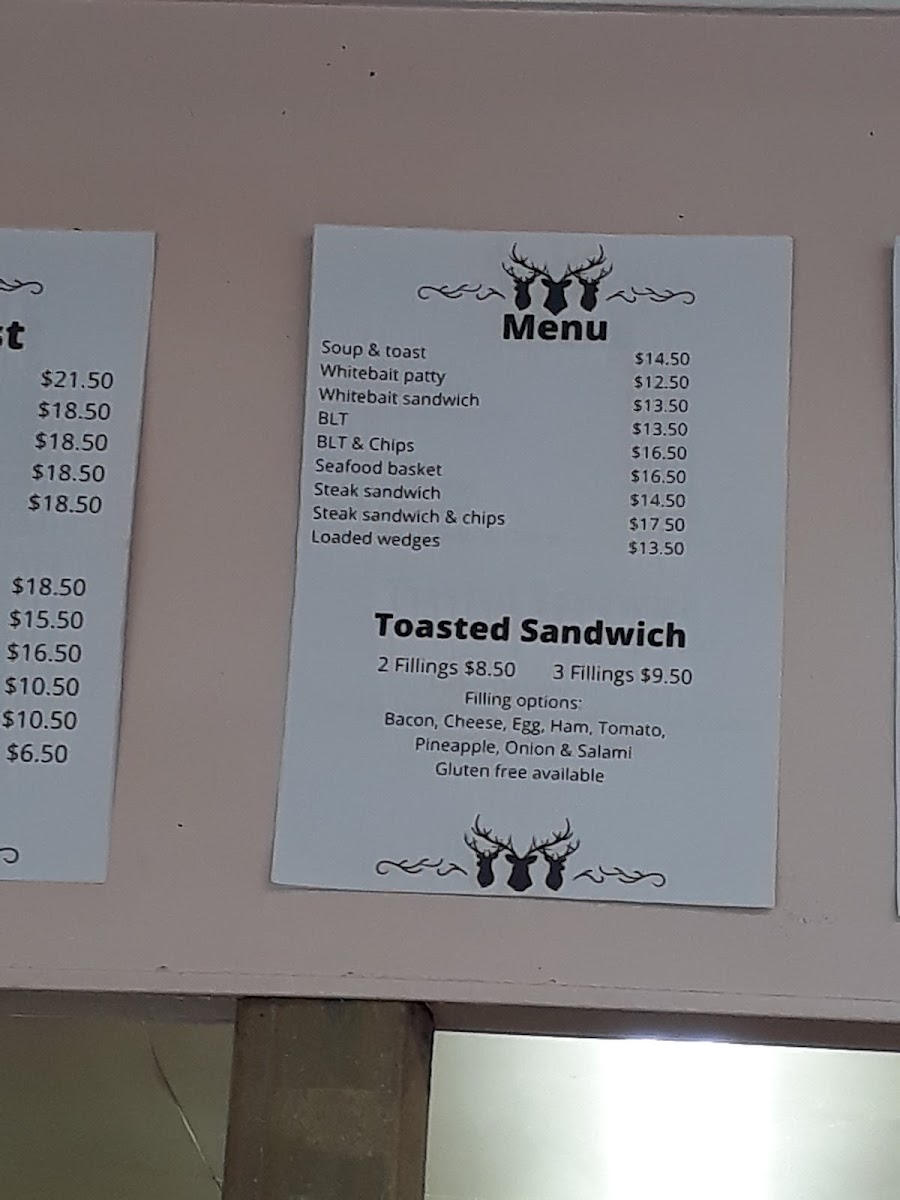 st
$21.50
$18.50
$18.50
$18.50
$18.50
$18.50
$15.50
$16.50
$10.50
$10.50
$6.50
Menu
Soup & toast $14.50
Whitebait patty $12.50
Whitebait sandwich $13.50
BLT $13.50
BLT & Chips $16.50
Seafood basket $16.50
Steak sandwich $14.50
Steak sandwich & chips $17 50
Loaded wedges $13.50
Toasted Sandwich
2 Fillings $8.50 3 Fillings $9.50
Filling options:
Bacon, Cheese, Egg, Ham, Tomato,
Pineapple, Onion & Salami
Gluten free available